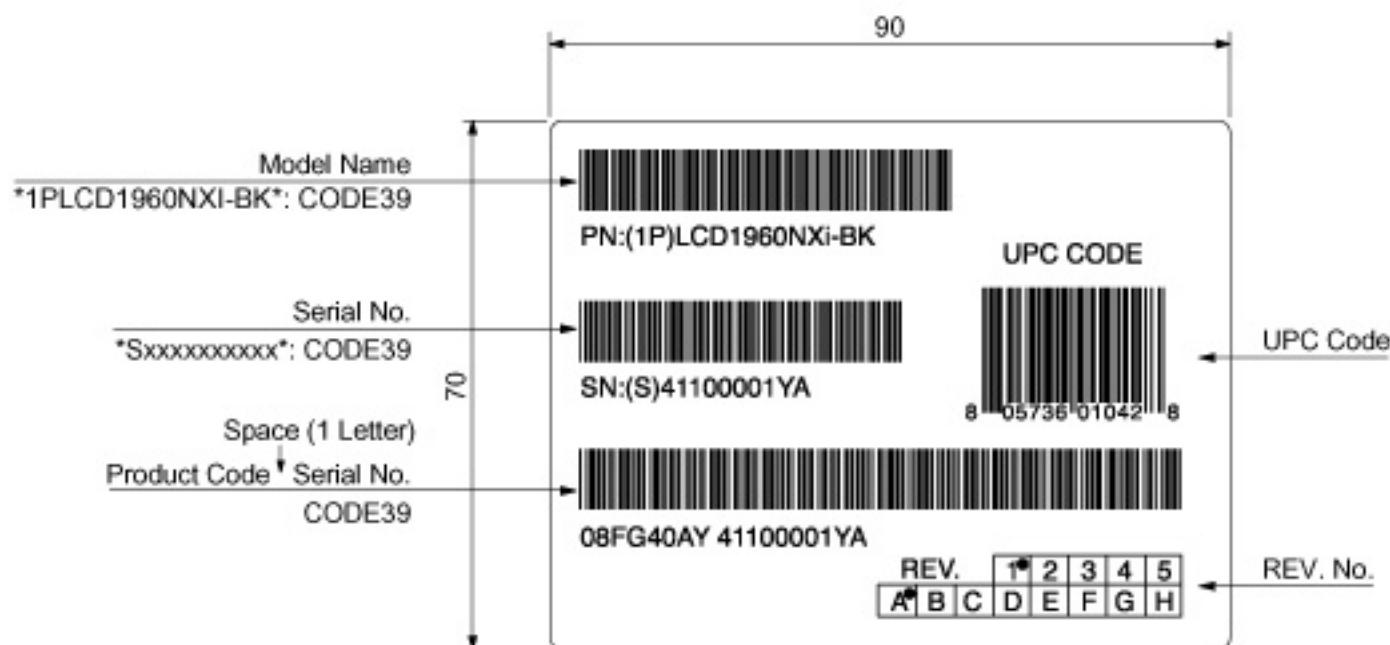 90
Model Name
*1PLCD1960NXI-BK*: CODE39
PN:(1P)LCD1960NXi-BK
UPC CODE
Serial No.
*Sxxxxxxxxxx*: CODE39
SN:(S)41100001YA
UPC Code
8 05736 01042 8
70
Space (1 Letter)
Product Code Serial No.
CODE39
08FG40AY 41100001YA
REV. 1 2 3 4 5
A B C D E F G H
REV. No.